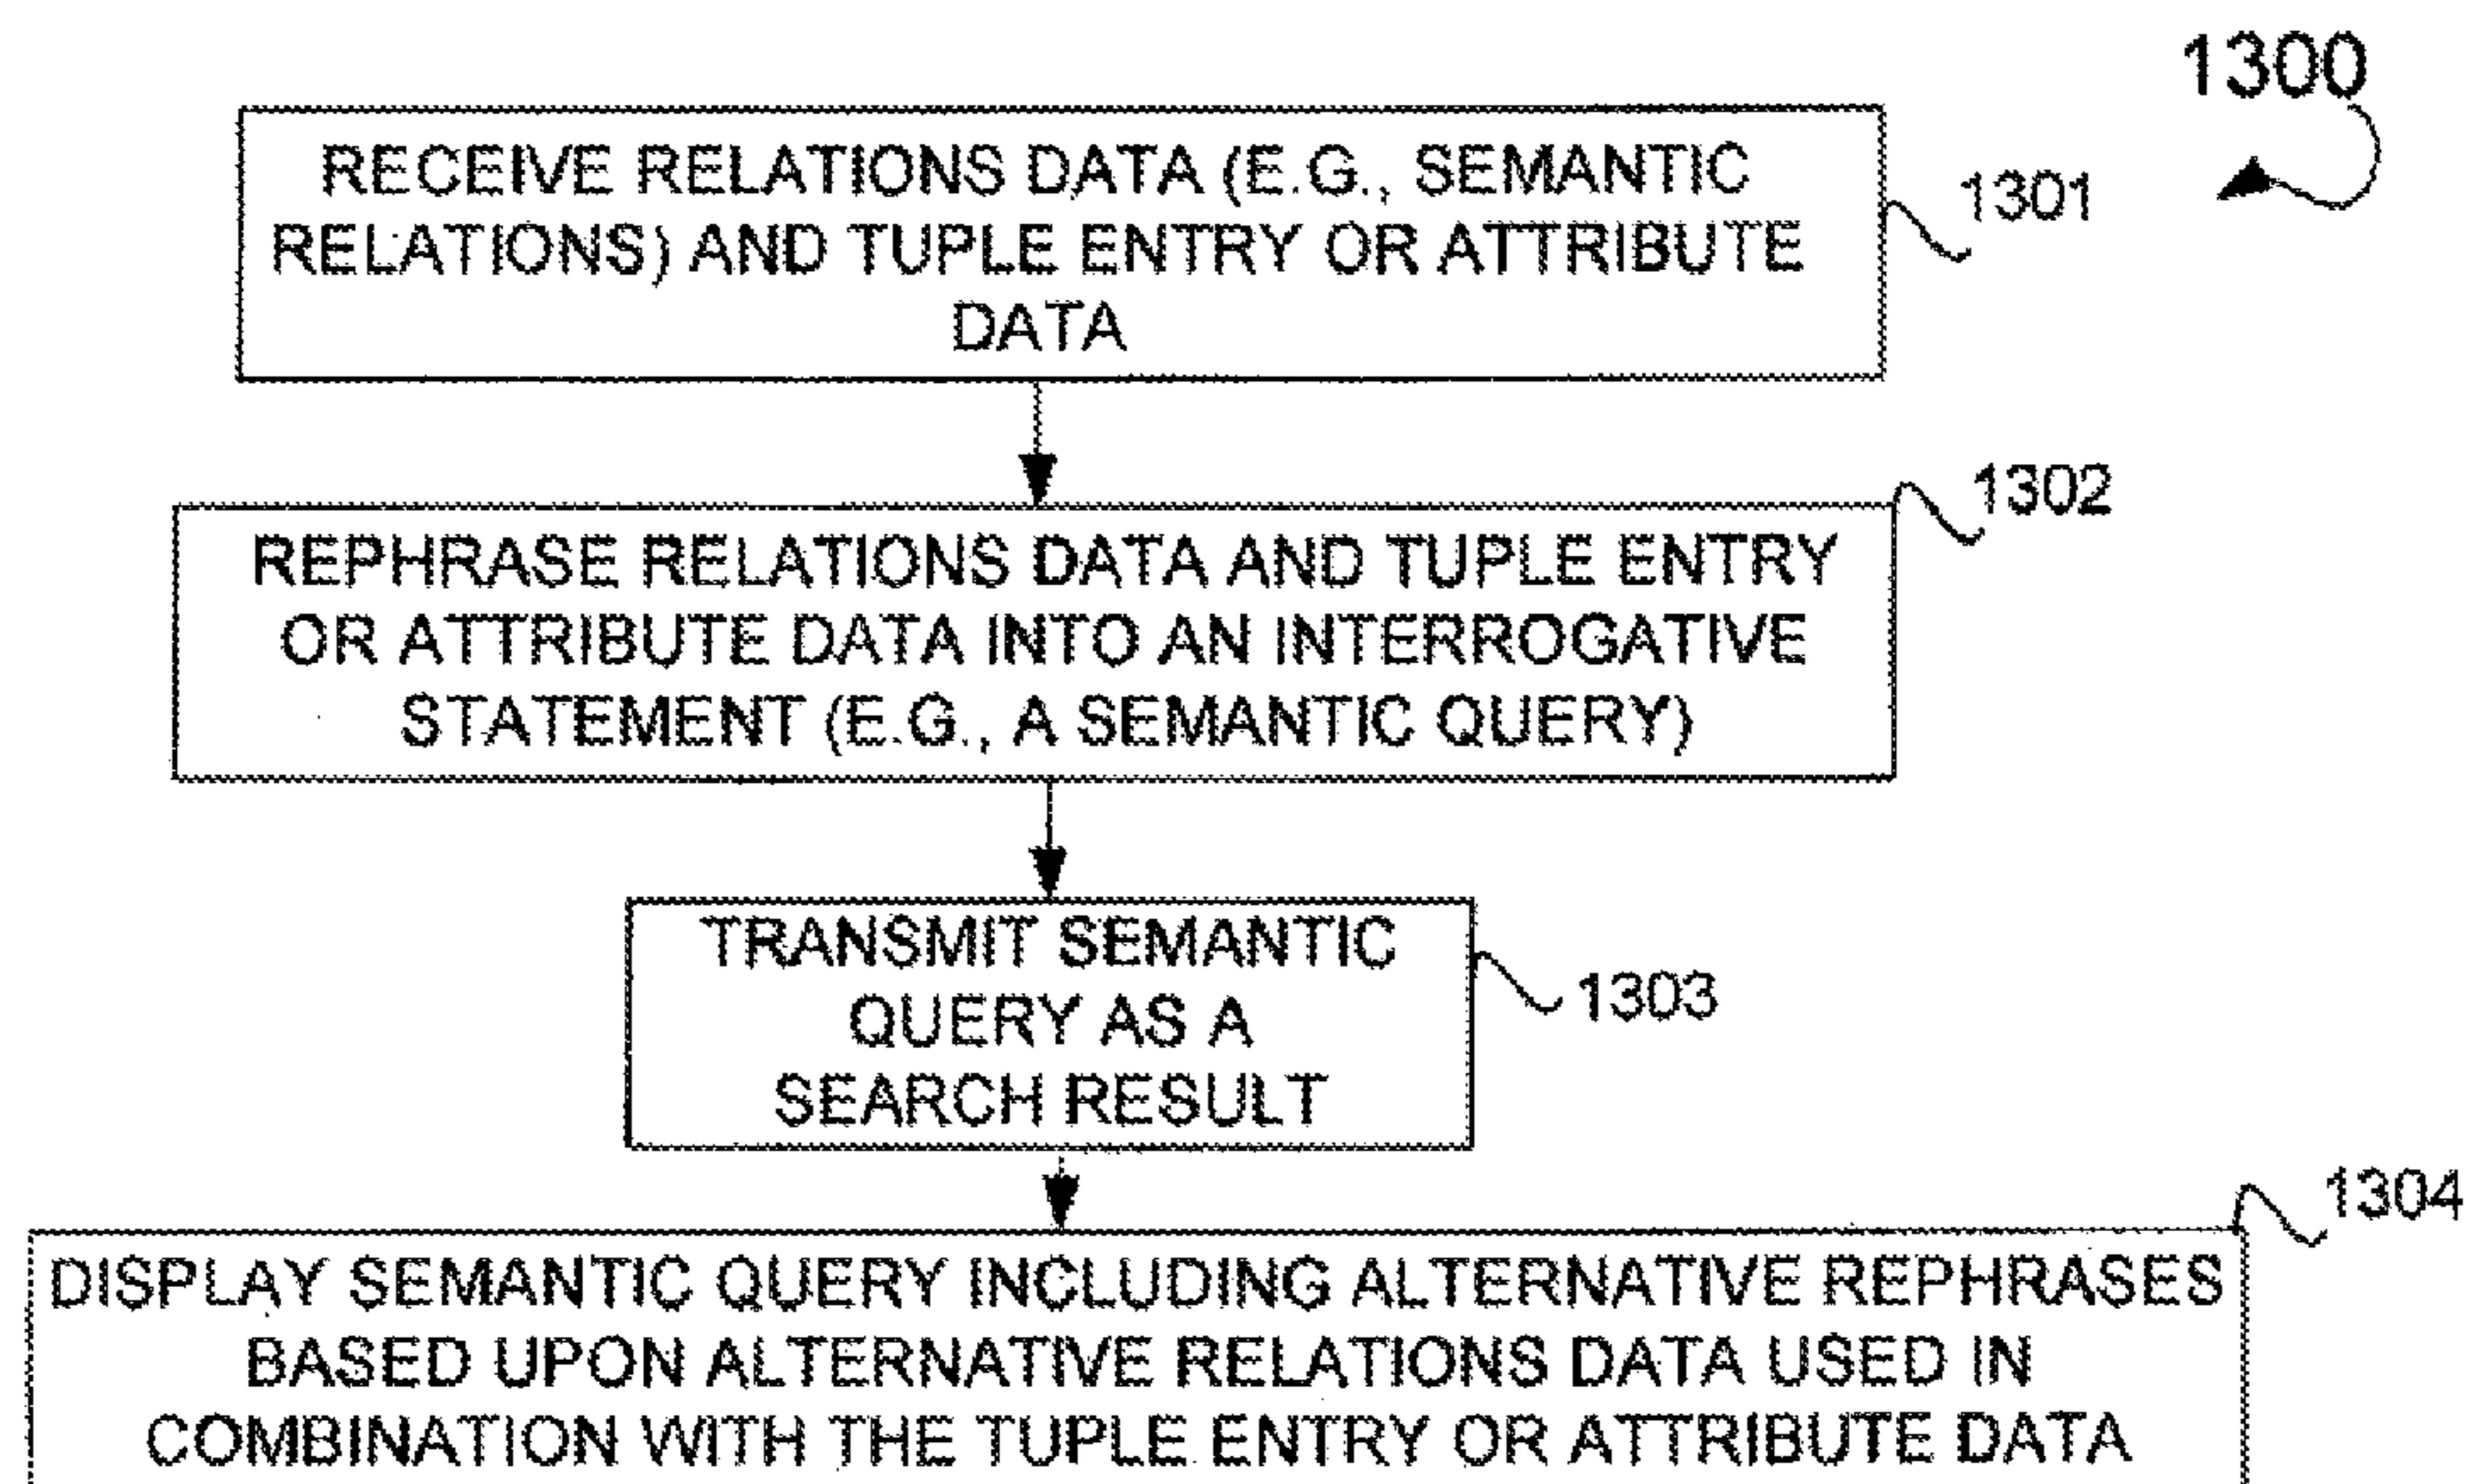 1300
RECEIVE RELATIONS DATA (E.G., SEMANTIC
RELATIONS) AND TUPLE ENTRY OR ATTRIBUTE
DATA
1301
1302
REPHRASE RELATIONS DATA AND TUPLE ENTRY
OR ATTRIBUTE DATA INTO AN INTERROGATIVE
STATEMENT (E.G., A SEMANTIC QUERY)
TRANSMIT SEMANTIC
QUERY AS A
SEARCH RESULT
1303
1304
DISPLAY SEMANTIC QUERY INCLUDING ALTERNATIVE REPHRASES
BASED UPON ALTERNATIVE RELATIONS DATA USED IN
COMBINATION WITH THE TUPLE ENTRY OR ATTRIBUTE DATA